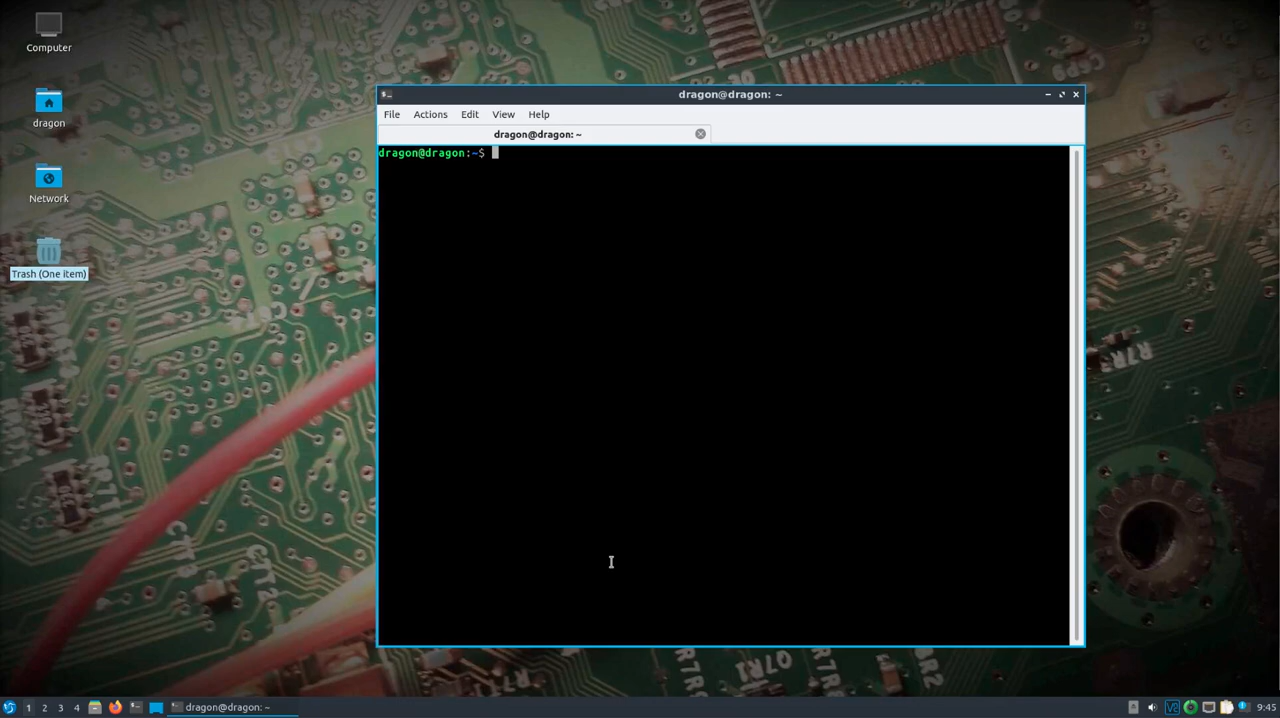 Computer
dragon
Network
Trash (One item)
dragon@dragon: ~
File Actions Edit View Help
dragon@dragon: ~
dragon@dragon:~$
R7R
1 2 3 4 dragon@dragon: ~
9:45